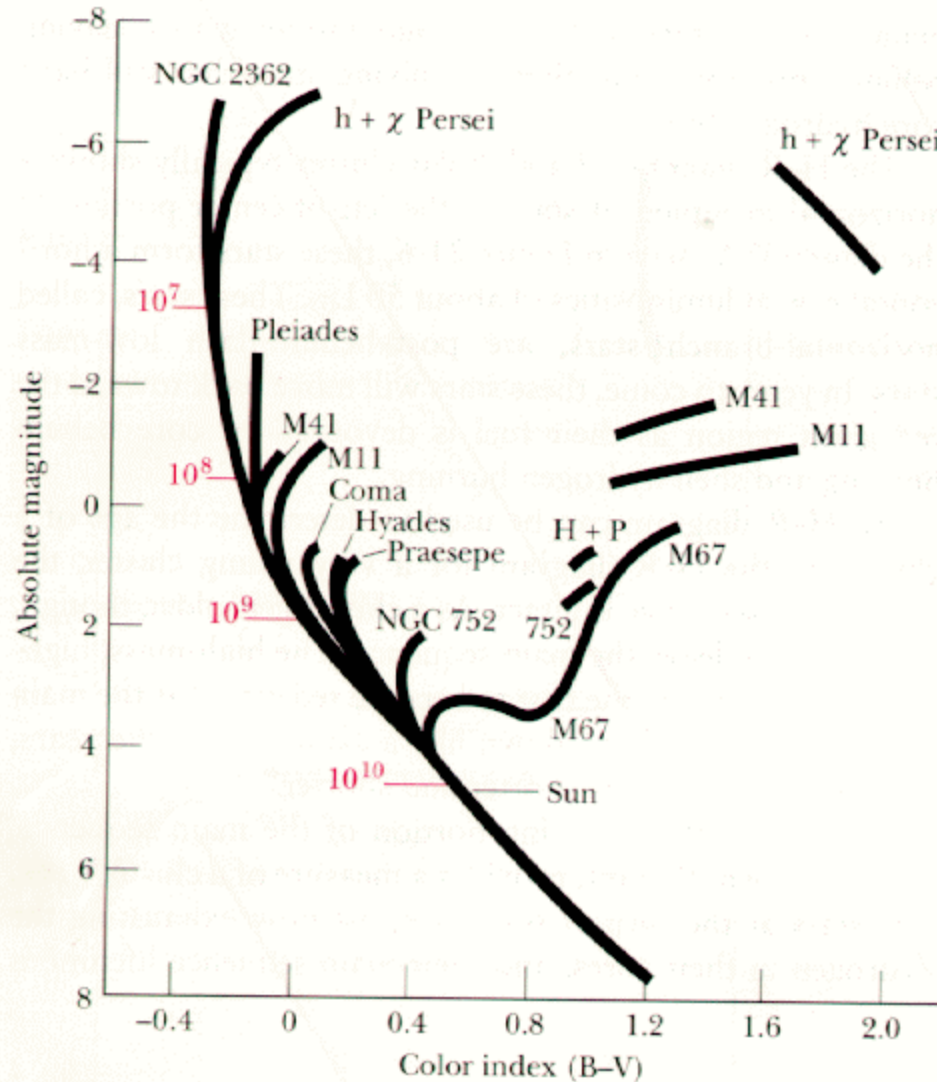 -8
NGC 2362
h + χ Persei
h + χ Persei
-6
-4
10⁷
Pleiades
-2
M41
M41
M11
M11
10⁸
Coma
0
Hyades
H + P
Praesepe
M67
10⁹
NGC 752
752
2
M67
4
10¹⁰
Sun
6
8
-0.4 0 0.4 0.8 1.2 1.6 2.0
Color index (B–V)
Absolute magnitude